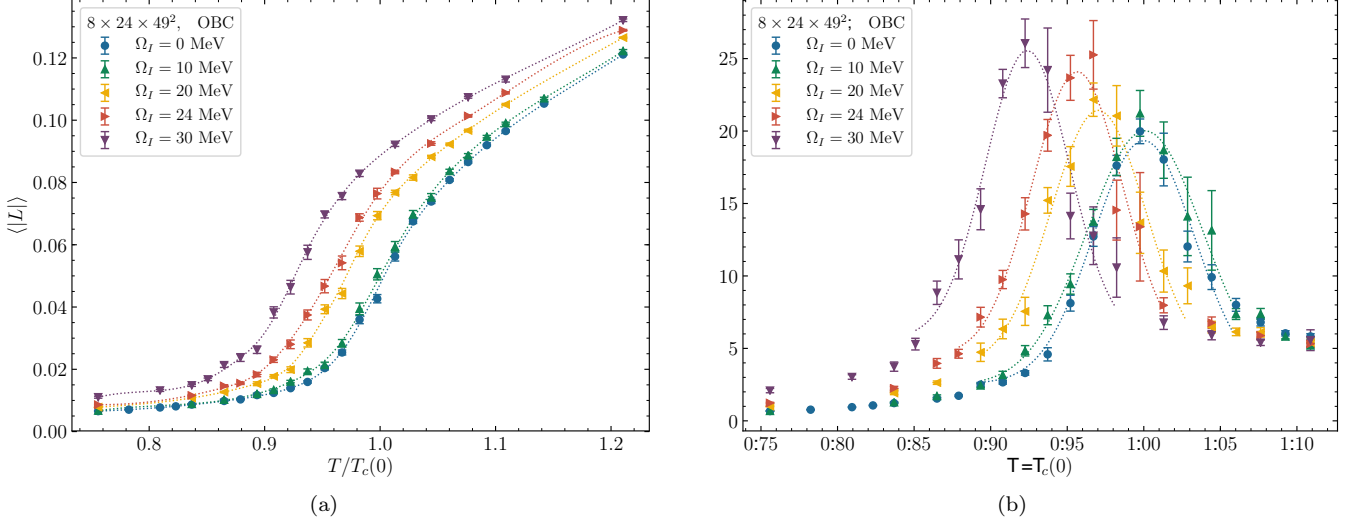 8 × 24 × 49², OBC
Ω_I = 0 MeV
Ω_I = 10 MeV
Ω_I = 20 MeV
Ω_I = 24 MeV
Ω_I = 30 MeV
⟨|L|⟩
0.12
0.10
0.08
0.06
0.04
0.02
0.00
0.8 0.9 1.0 1.1 1.2
T/T_c(0)
(a)
8 × 24 × 49²; OBC
Ω_I = 0 MeV
Ω_I = 10 MeV
Ω_I = 20 MeV
Ω_I = 24 MeV
Ω_I = 30 MeV
25
20
15
10
5
0
0:75 0:80 0:85 0:90 0:95 1:00 1:05 1:10
T=T_c(0)
(b)